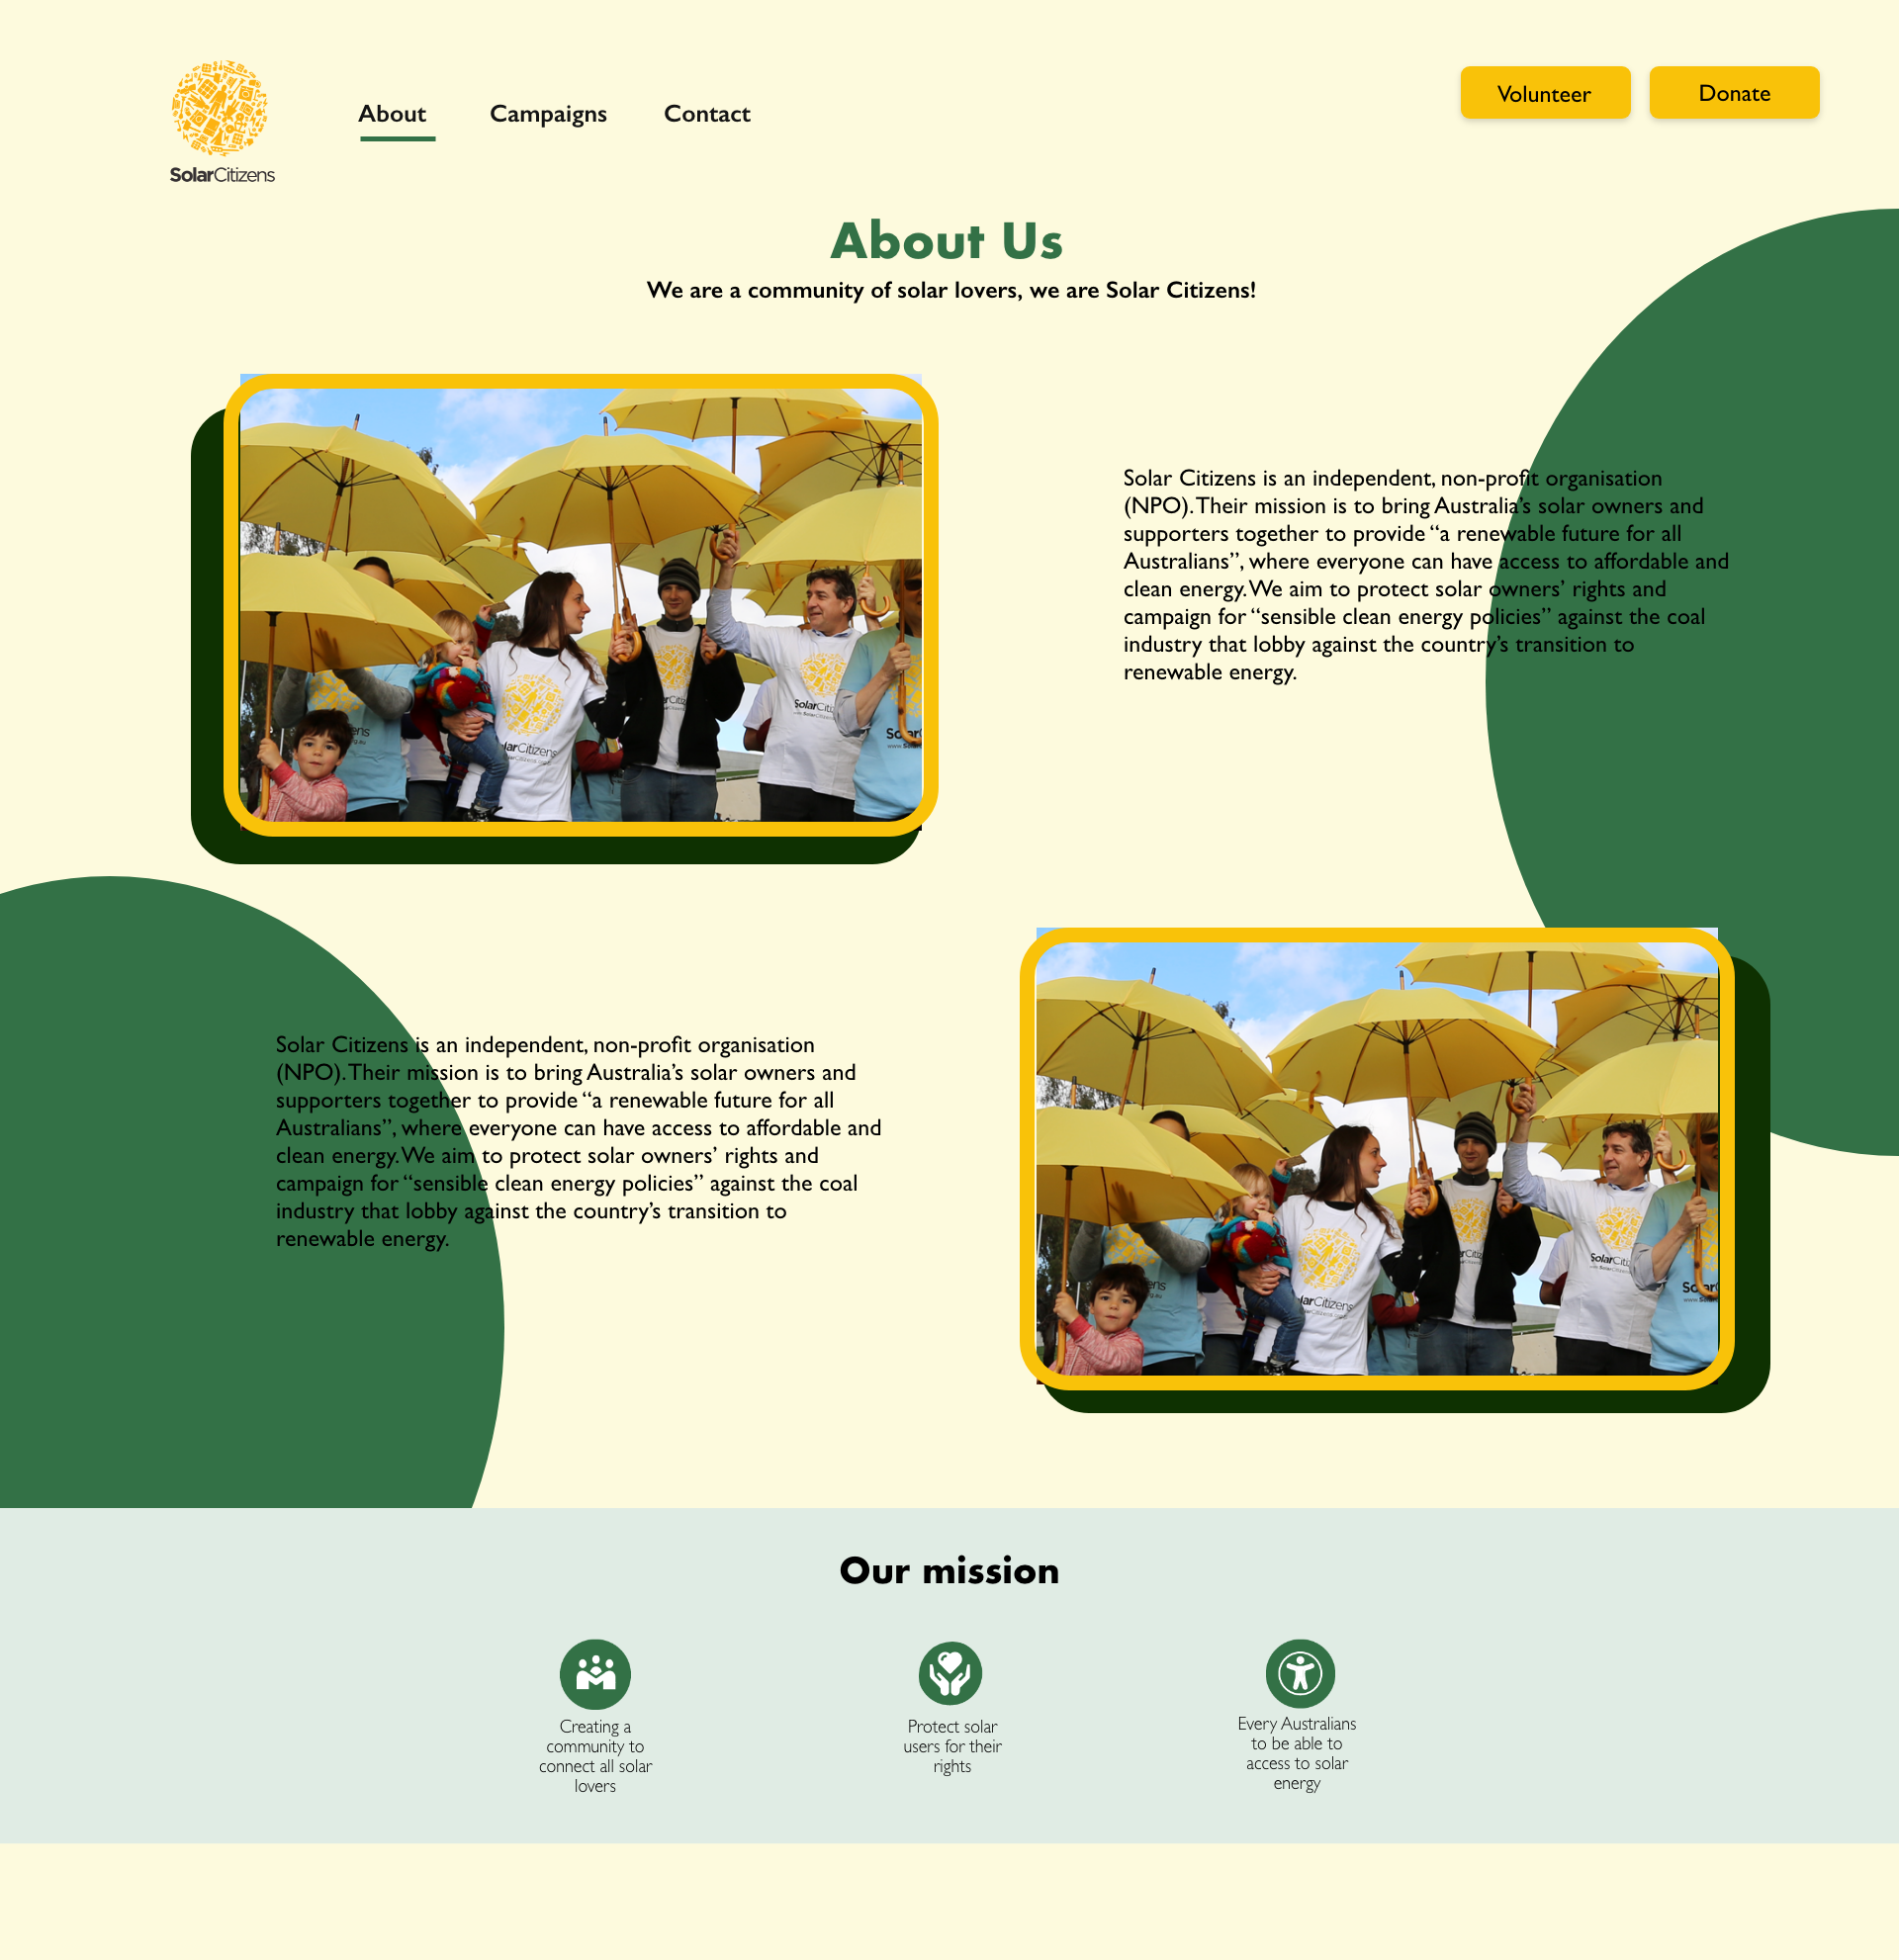 About
Campaigns
Contact
Volunteer
Donate
SolarCitizens
About Us
We are a community of solar lovers, we are Solar Citizens!
Solar Citizens is an independent, non-profit organisation
(NPO). Their mission is to bring Australia’s solar owners and
supporters together to provide “a renewable future for all
Australians”, where everyone can have access to affordable and
clean energy. We aim to protect solar owners’ rights and
campaign for “sensible clean energy policies” against the coal
industry that lobby against the country’s transition to
renewable energy.
Solar Citizens is an independent, non-profit organisation
(NPO). Their mission is to bring Australia’s solar owners and
supporters together to provide “a renewable future for all
Australians”, where everyone can have access to affordable and
clean energy. We aim to protect solar owners’ rights and
campaign for “sensible clean energy policies” against the coal
industry that lobby against the country’s transition to
renewable energy.
Our mission
Creating a
community to
connect all solar
lovers
Protect solar
users for their
rights
Every Australians
to be able to
access to solar
energy